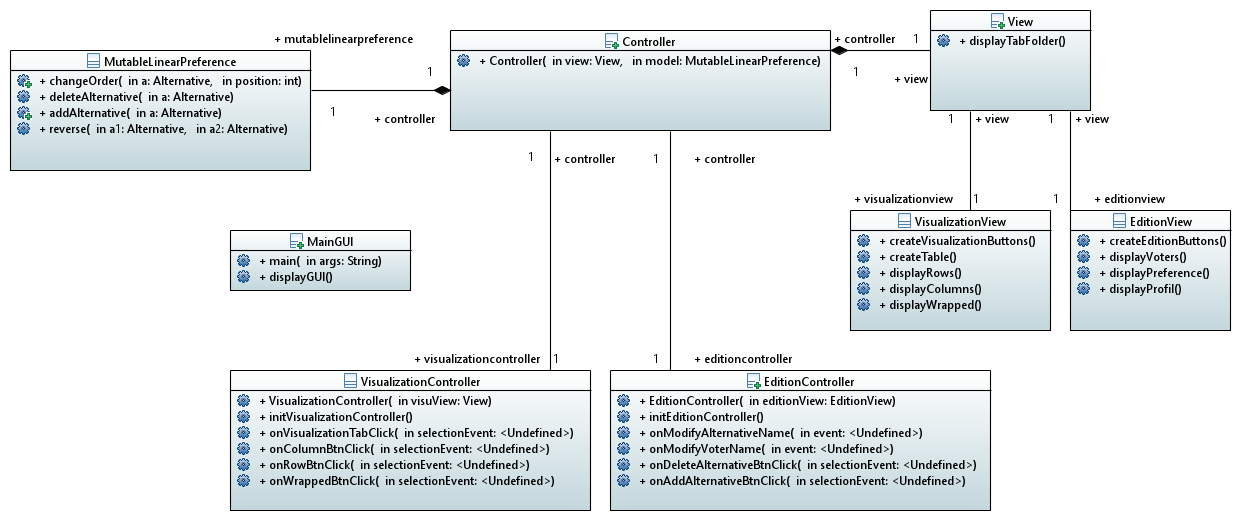 MutableLinearPreference
+ changeOrder( in a: Alternative, in position: int)
+ deleteAlternative( in a: Alternative)
+ addAlternative( in a: Alternative)
+ reverse( in a1: Alternative, in a2: Alternative)
+ mutablelinearpreference
1
1
+ controller
Controller
+ Controller( in view: View, in model: MutableLinearPreference)
+ controller
1
1
+ view
View
+ displayTabFolder()
1
+ view
1
+ view
+ visualizationview
1
1
+ editionview
VisualizationView
+ createVisualizationButtons()
+ createTable()
+ displayRows()
+ displayColumns()
+ displayWrapped()
EditionView
+ createEditionButtons()
+ displayVoters()
+ displayPreference()
+ displayProfil()
1
+ controller
1
+ controller
MainGUI
+ main( in args: String)
+ displayGUI()
+ visualizationcontroller
1
1
+ editioncontroller
VisualizationController
+ VisualizationController( in visuView: View)
+ initVisualizationController()
+ onVisualizationTabClick( in selectionEvent: <Undefined>)
+ onColumnBtnClick( in selectionEvent: <Undefined>)
+ onRowBtnClick( in selectionEvent: <Undefined>)
+ onWrappedBtnClick( in selectionEvent: <Undefined>)
EditionController
+ EditionController( in editionView: EditionView)
+ initEditionController()
+ onModifyAlternativeName( in event: <Undefined>)
+ onModifyVoterName( in event: <Undefined>)
+ onDeleteAlternativeBtnClick( in selectionEvent: <Undefined>)
+ onAddAlternativeBtnClick( in selectionEvent: <Undefined>)